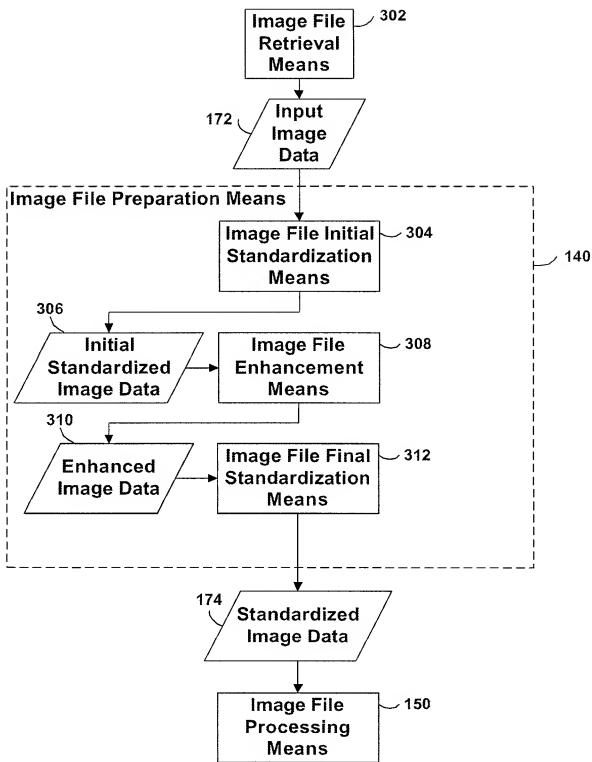 Image File
Retrieval
Means
302
172
Input
Image
Data
Image File Preparation Means
Image File Initial
Standardization
Means
304
140
306
Initial
Standardized
Image Data
Image File
Enhancement
Means
308
310
Enhanced
Image Data
Image File Final
Standardization
Means
312
174
Standardized
Image Data
Image File
Processing
Means
150